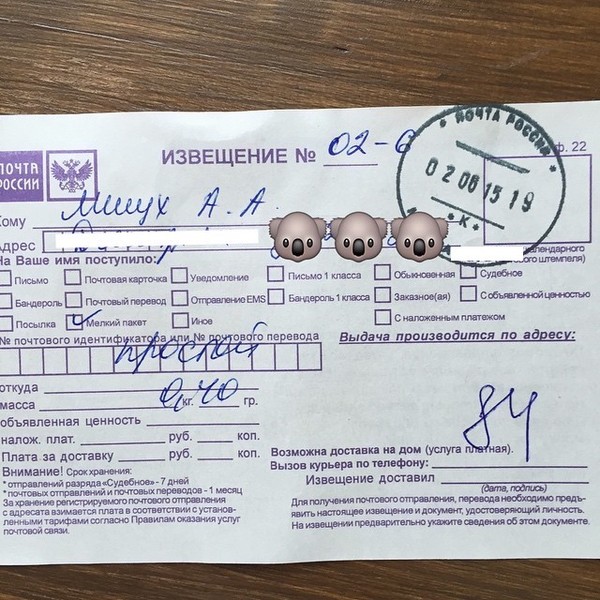 ПОЧТА РОССИИ
ИЗВЕЩЕНИЕ № 02-6
ф. 22
ПОЧТА РОССИИ
020615 19
К
Кому А. А.
Адрес
календарного
штемпеля)
На Ваше имя поступило:
Письмо Почтовая карточка Уведомление Письмо 1 класса Обыкновенная Судебное
Бандероль Почтовый перевод Отправление EMS Бандероль 1 класса Заказное(ая) С объявленной ценностью
Посылка Мелкий пакет Иное С наложенным платежом
№ почтового идентификатора или № почтового перевода
простой
Выдача производится по адресу:
откуда
масса 0, кг. 40 гр.
объявленная ценность
84
налож. плат. руб. коп.
Плата за доставку руб. коп.
Возможна доставка на дом (услуга платная).
Вызов курьера по телефону:
Извещение доставил
(дата, подпись)
Внимание! Срок хранения:
* отправления разряда «Судебное» - 7 дней
* почтовых отправлений и почтовых переводов - 1 месяц
За хранение регистрируемого почтового отправления
с адресата взимается плата в соответствии с установ-
ленными тарифами согласно Правилам оказания услуг
почтовой связи.
Для получения почтового отправления, перевода необходимо предъ-
явить настоящее извещение и документ, удостоверяющий личность.
На извещении предварительно укажите сведения об этом документе.